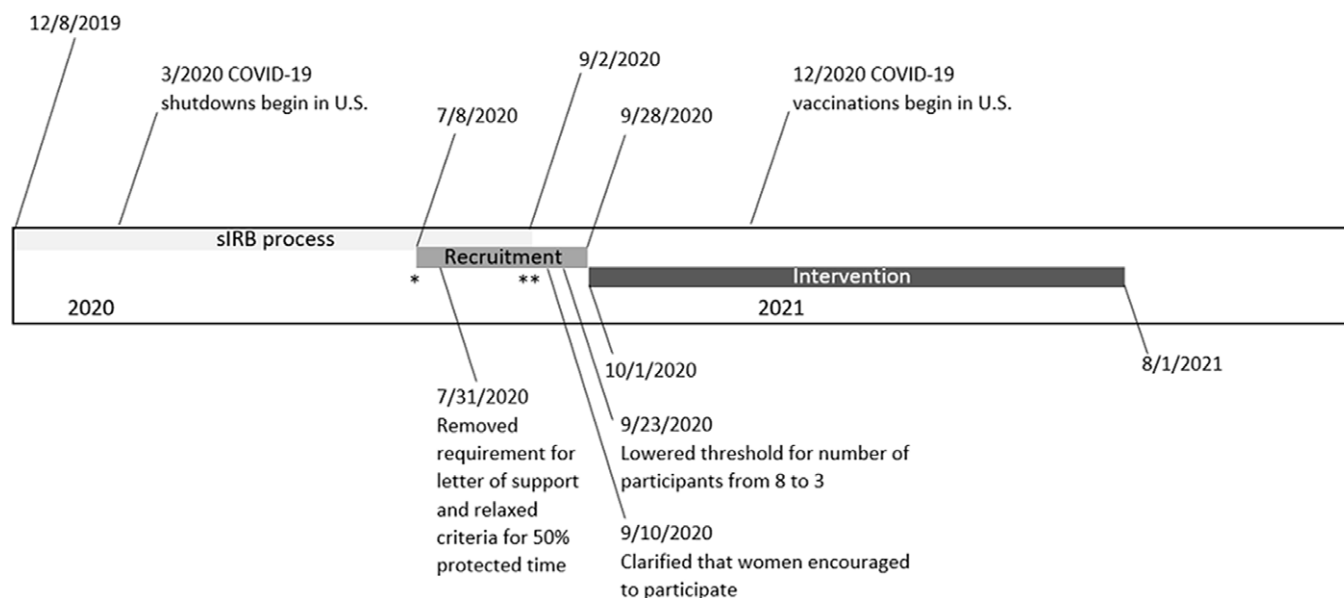 12/8/2019
3/2020 COVID-19
shutdowns begin in U.S.
7/8/2020
9/2/2020
9/28/2020
12/2020 COVID-19
vaccinations begin in U.S.
sIRB process
Recruitment
Intervention
*
**
2020
2021
10/1/2020
8/1/2021
7/31/2020
Removed
requirement for
letter of support
and relaxed
criteria for 50%
protected time
9/23/2020
Lowered threshold for number of
participants from 8 to 3
9/10/2020
Clarified that women encouraged
to participate